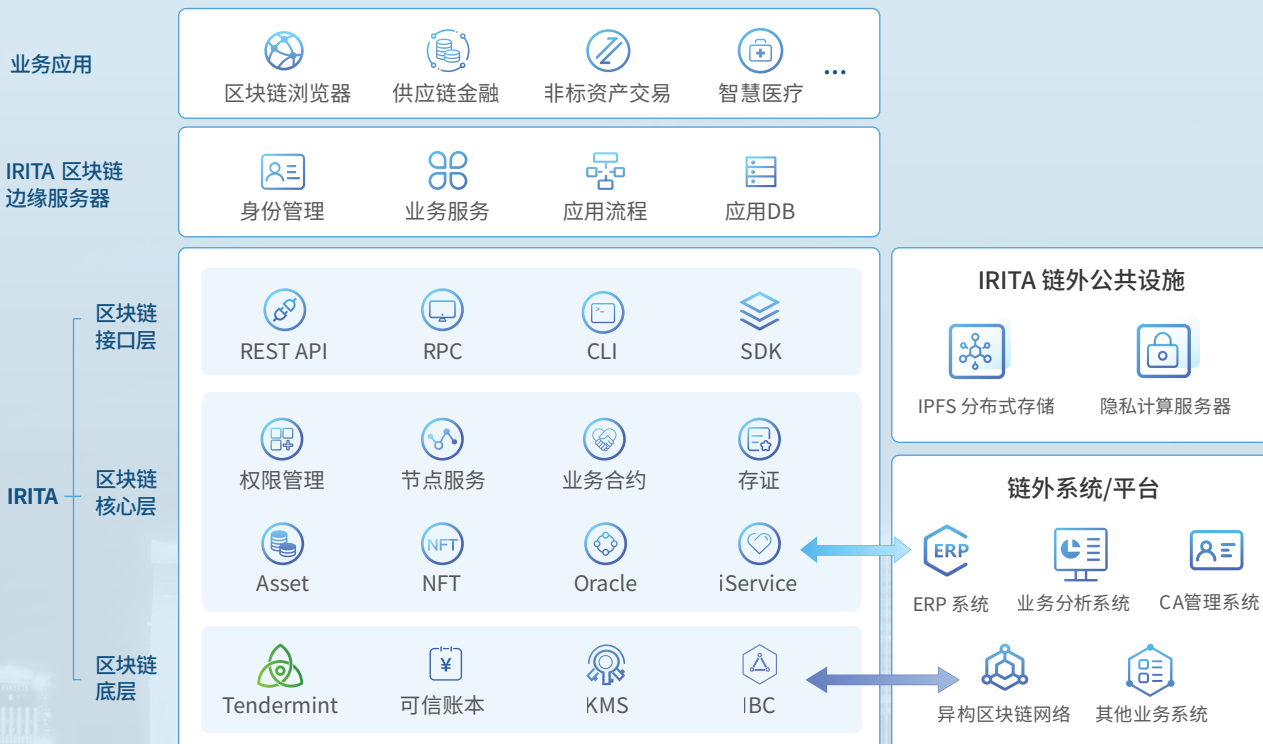 业务应用
区块链浏览器 供应链金融 非标资产交易 智慧医疗 ...
IRITA 区块链
边缘服务器
身份管理 业务服务 应用流程 应用DB
IRITA
区块链
接口层
>_
REST API RPC CLI SDK
区块链
核心层
权限管理 节点服务 业务合约 存证
NFT
Asset NFT Oracle iService
区块链
底层
¥
Tendermint 可信账本 KMS IBC
IRITA 链外公共设施
IPFS 分布式存储 隐私计算服务器
链外系统/平台
ERP
ERP 系统 业务分析系统 CA管理系统
异构区块链网络 其他业务系统